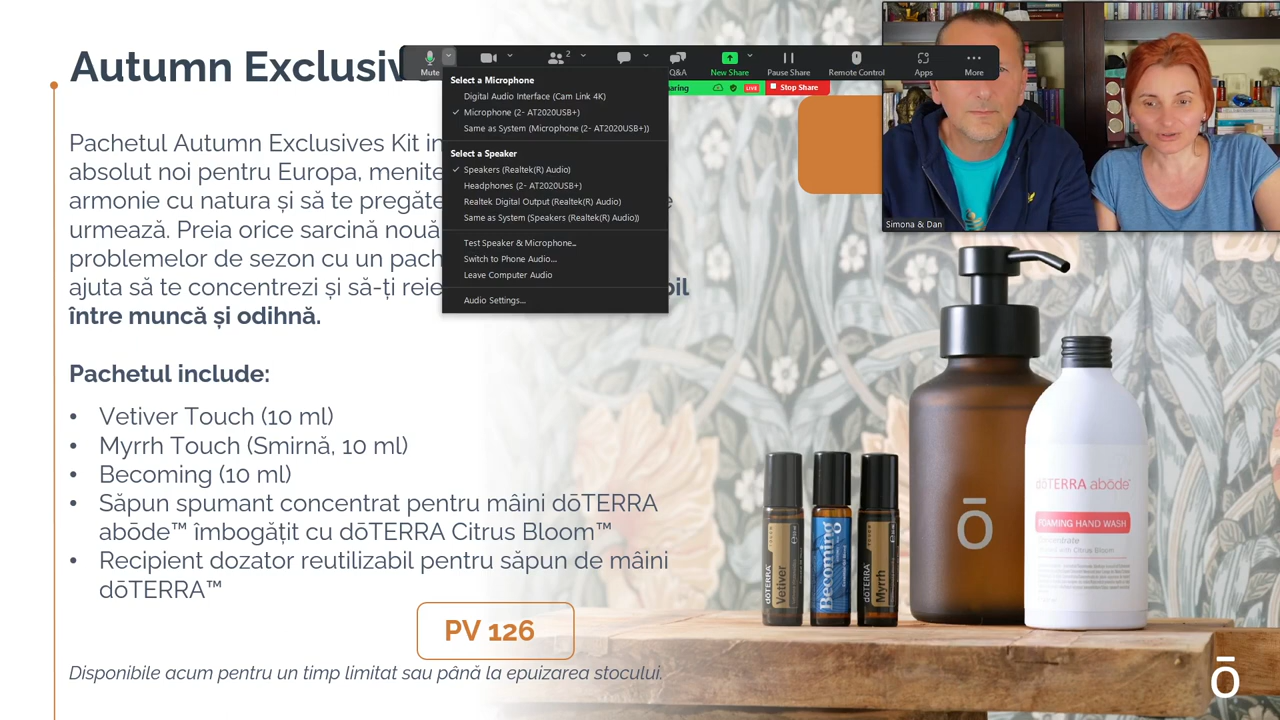 Autumn Exclusiv
Mute
2
Q&A
New Share
Pause Share
Remote Control
Apps
More
LIVE
Stop Share
Select a Microphone
Digital Audio Interface (Cam Link 4K)
Microphone (2- AT2020USB+)
Same as System (Microphone (2- AT2020USB+))
Select a Speaker
Speakers (Realtek(R) Audio)
Headphones (2- AT2020USB+)
Realtek Digital Output (Realtek(R) Audio)
Same as System (Speakers (Realtek(R) Audio))
Test Speaker & Microphone...
Switch to Phone Audio...
Leave Computer Audio
Audio Settings...
Simona & Dan
Pachetul Autumn Exclusives Kit
absolut noi pentru Europa, menite
armonie cu natura și să te
urmează. Preia orice sarcină nouă
problemelor de sezon cu un
ajuta să te concentrezi și să-ți
între muncă și odihnă.
Pachetul include:
• Vetiver Touch (10 ml)
• Myrrh Touch (Smirnă, 10 ml)
• Becoming (10 ml)
• Săpun spumant concentrat pentru mâini dōTERRA
abōde™ îmbogățit cu dōTERRA Citrus Bloom™
• Recipient dozator reutilizabil pentru săpun de mâini
dōTERRA™
PV 126
Disponibile acum pentru un timp limitat sau până la epuizarea stocului.
dōTERRA
Vetiver
Becoming
dōTERRA
Myrrh
ō
dōTERRA abōde
FOAMING HAND WASH
Concentrate
ō